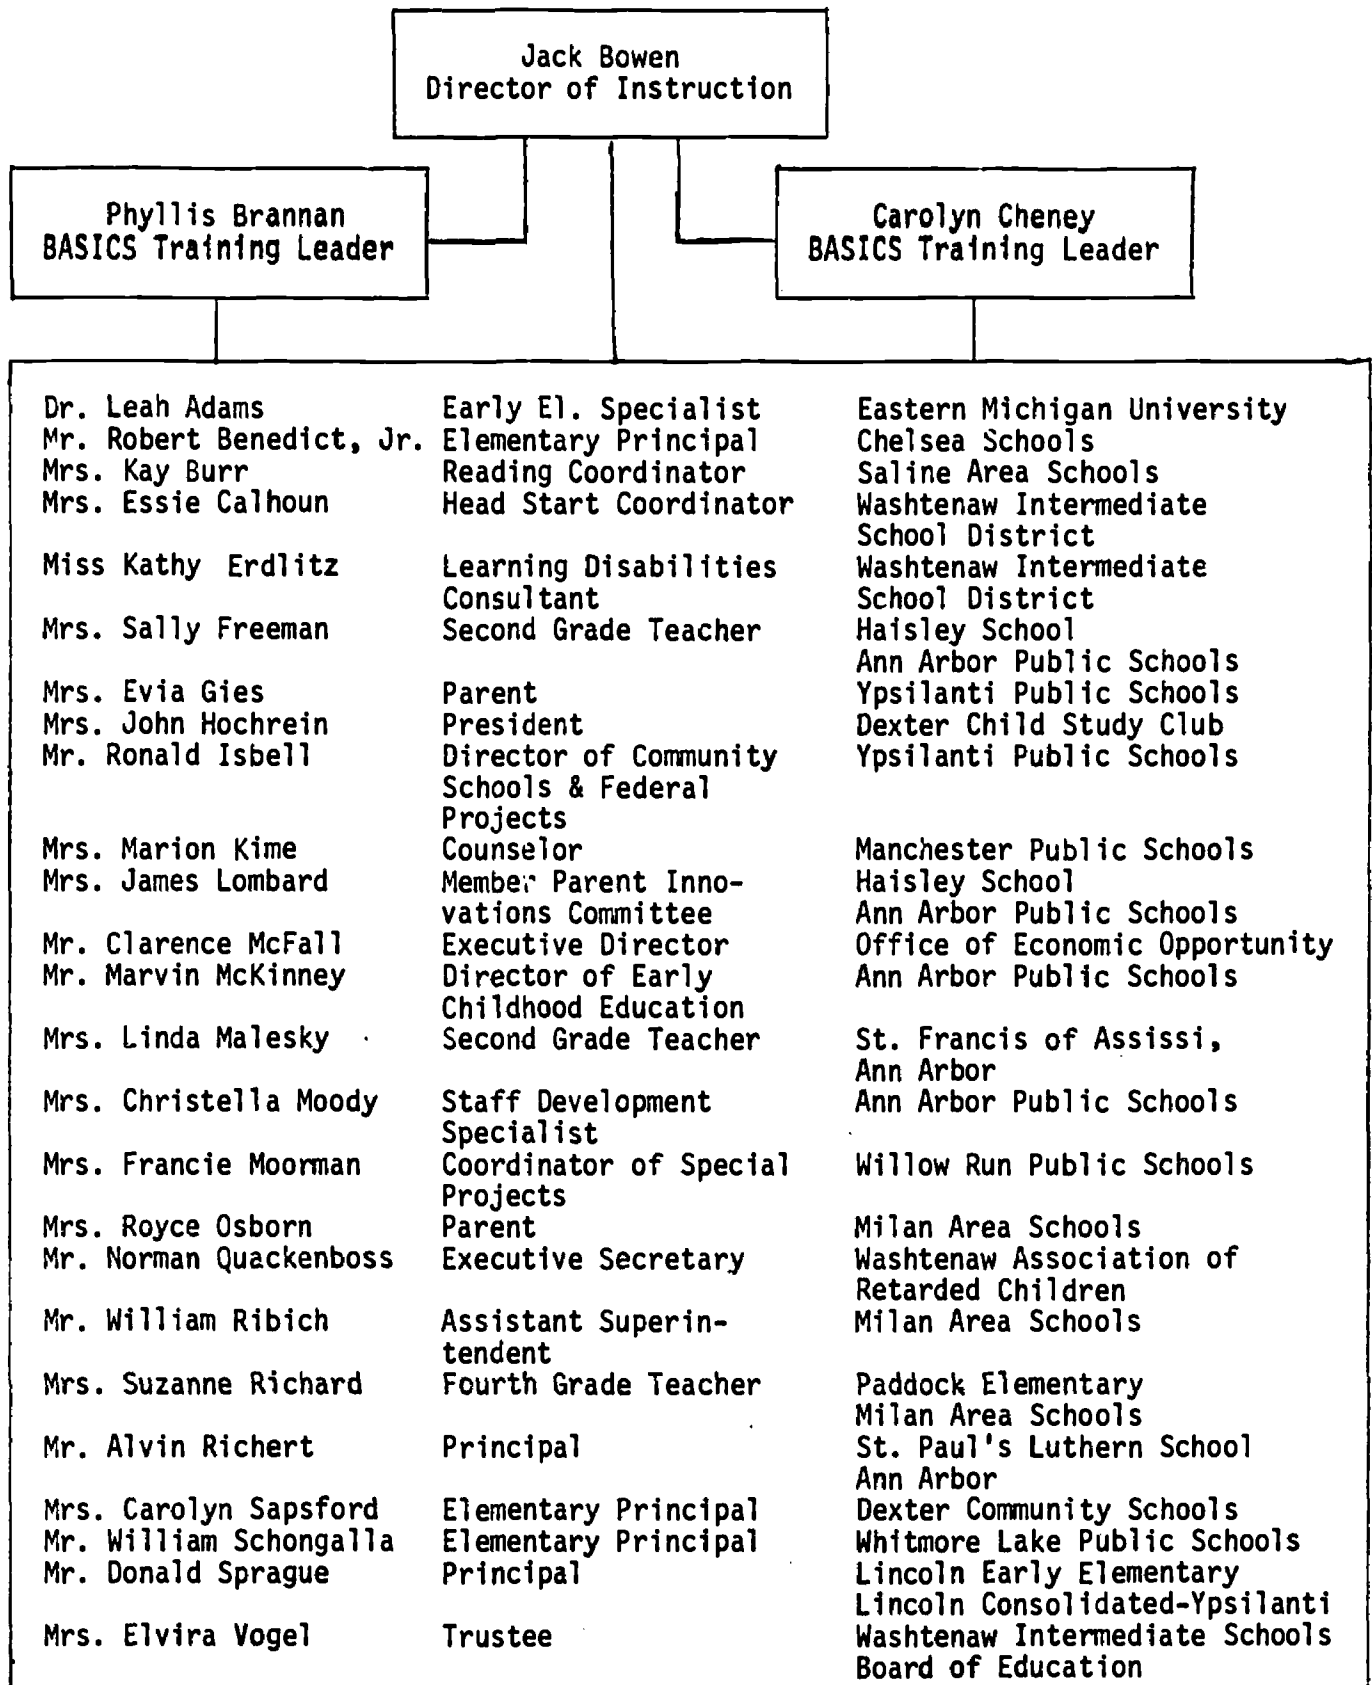 Jack Bowen
Director of Instruction
Phyllis Brannan
BASICS Training Leader
Carolyn Cheney
BASICS Training Leader
Dr. Leah Adams Early El. Specialist Eastern Michigan University
Mr. Robert Benedict, Jr. Elementary Principal Chelsea Schools
Mrs. Kay Burr Reading Coordinator Saline Area Schools
Mrs. Essie Calhoun Head Start Coordinator Washtenaw Intermediate
School District
Miss Kathy Erdlitz Learning Disabilities Washtenaw Intermediate
Consultant School District
Mrs. Sally Freeman Second Grade Teacher Haisley School
Ann Arbor Public Schools
Mrs. Evia Gies Parent Ypsilanti Public Schools
Mrs. John Hochrein President Dexter Child Study Club
Mr. Ronald Isbell Director of Community Ypsilanti Public Schools
Schools & Federal
Projects
Mrs. Marion Kime Counselor Manchester Public Schools
Mrs. James Lombard Member Parent Inno- Haisley School
vations Committee Ann Arbor Public Schools
Mr. Clarence McFall Executive Director Office of Economic Opportunity
Mr. Marvin McKinney Director of Early Ann Arbor Public Schools
Childhood Education
Mrs. Linda Malesky Second Grade Teacher St. Francis of Assissi,
Ann Arbor
Mrs. Christella Moody Staff Development Ann Arbor Public Schools
Specialist
Mrs. Francie Moorman Coordinator of Special Willow Run Public Schools
Projects
Mrs. Royce Osborn Parent Milan Area Schools
Mr. Norman Quackenboss Executive Secretary Washtenaw Association of
Retarded Children
Mr. William Ribich Assistant Superin- Milan Area Schools
tendent
Mrs. Suzanne Richard Fourth Grade Teacher Paddock Elementary
Milan Area Schools
Mr. Alvin Richert Principal St. Paul's Luthern School
Ann Arbor
Mrs. Carolyn Sapsford Elementary Principal Dexter Community Schools
Mr. William Schongalla Elementary Principal Whitmore Lake Public Schools
Mr. Donald Sprague Principal Lincoln Early Elementary
Lincoln Consolidated-Ypsilanti
Mrs. Elvira Vogel Trustee Washtenaw Intermediate Schools
Board of Education